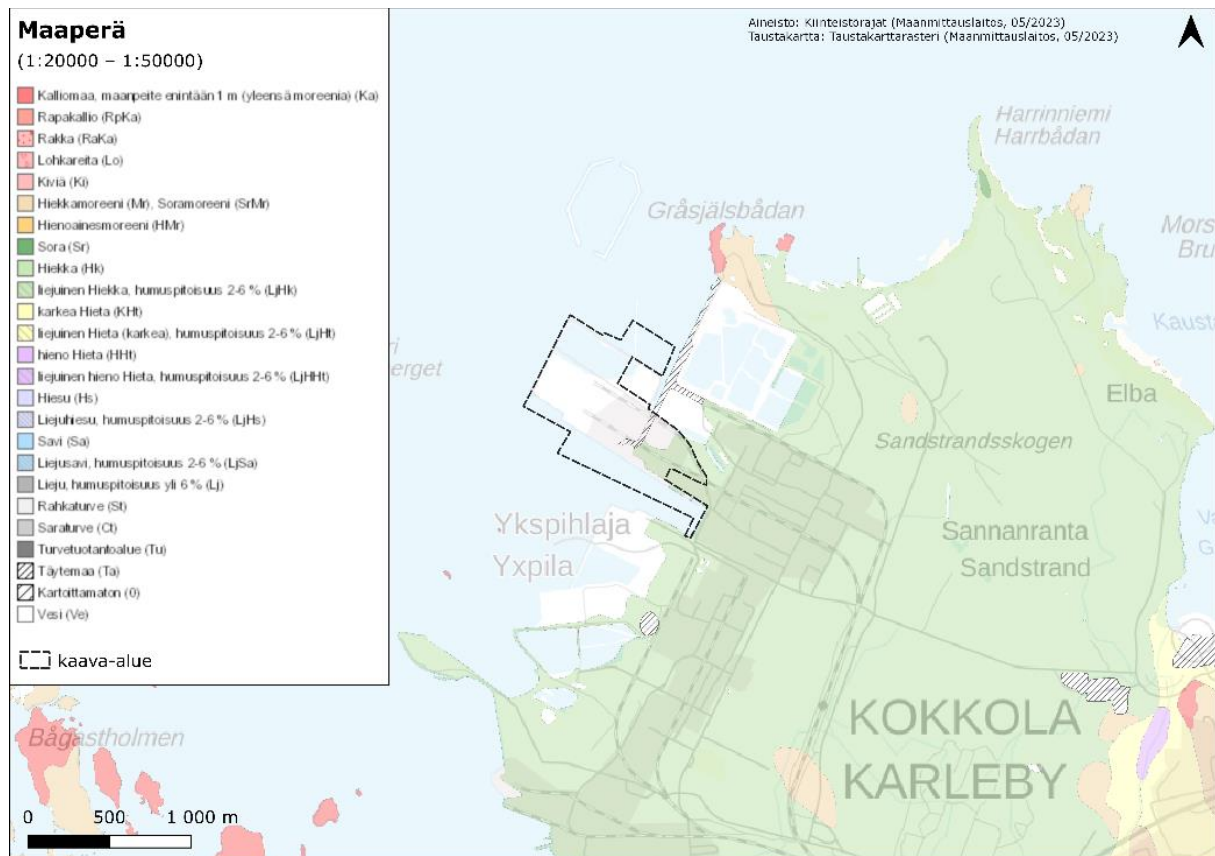 Maaperä
(1:20000 – 1:50000)
Kalliomaa, maanpeite enintään 1 m (yleensä moreenia) (Ka)
Rapakallio (RpKa)
Rakka (RaKa)
Lohkareita (Lo)
Kiviä (Ki)
Hiekkamoreeni (Mr), Soramoreeni (SrMr)
Hienoainesmoreeni (HMr)
Sora (Sr)
Hiekka (Hk)
liejuinen Hiekka, humuspitoisuus 2-6 % (LjHk)
karkea Hieta (KHt)
liejuinen Hieta (karkea), humuspitoisuus 2-6 % (LjHt)
hieno Hieta (HHt)
liejuinen hieno Hieta, humuspitoisuus 2-6 % (LjHHt)
Hiesu (Hs)
Liejuhiesu, humuspitoisuus 2-6 % (LjHs)
Savi (Sa)
Liejusavi, humuspitoisuus 2-6 % (LjSa)
Lieju, humuspitoisuus yli 6 % (Lj)
Rahkaturve (St)
Saraturve (Ct)
Turvetuotantoalue (Tu)
Täytemaa (Ta)
Kartoittamaton (0)
Vesi (Ve)
kaava-alue
Aineisto: Kiinteistörajat (Maanmittauslaitos, 05/2023)
Taustakartta: Taustakarttarasteri (Maanmittauslaitos, 05/2023)
Harrinniemi
Harrbådan
Gråsjälsbådan
Mors
Bru
Kaust
ri
erget
Elba
Sandstrandsskogen
Ykspihlaja
Yxpila
Sannanranta
Sandstrand
Va
G
KOKKOLA
KARLEBY
Bågastholmen
0 500 1 000 m